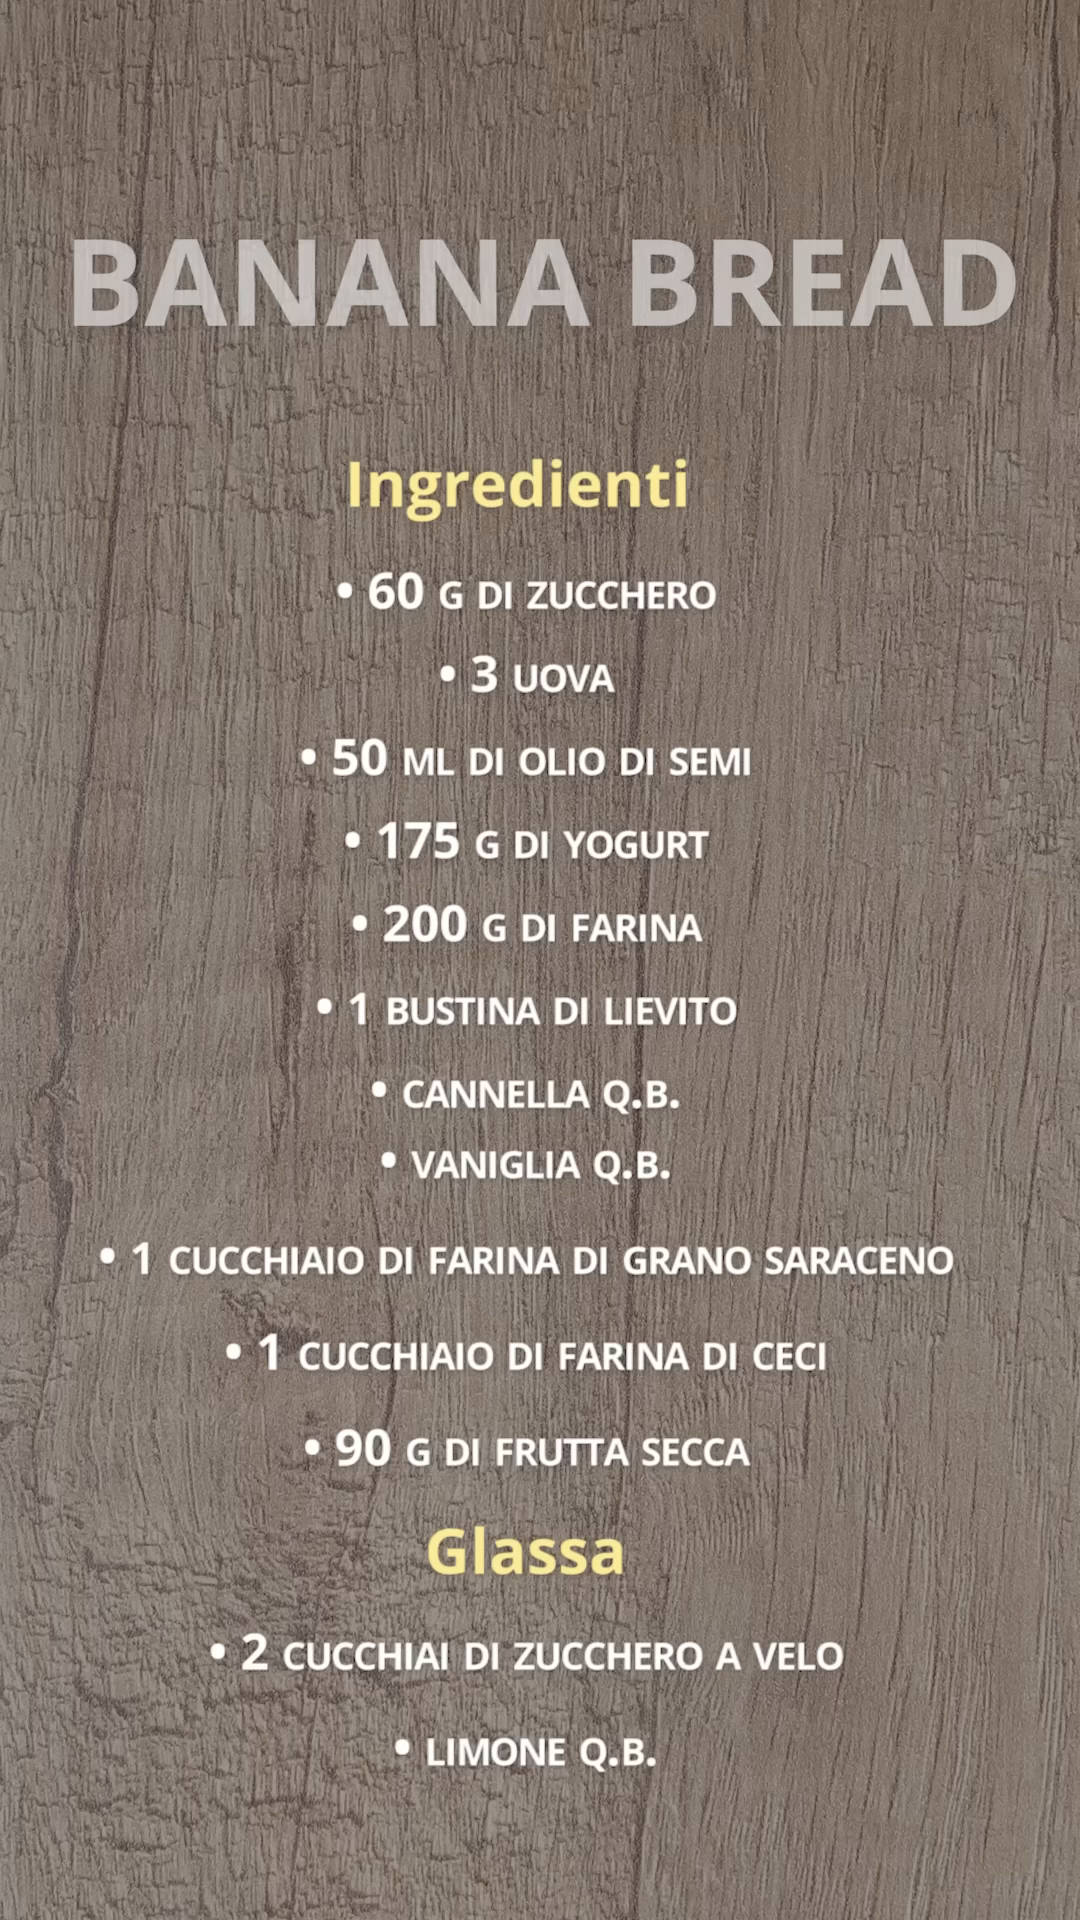 BANANA BREAD
Ingredienti
• 60 G DI ZUCCHERO
• 3 UOVA
• 50 ML DI OLIO DI SEMI
• 175 G DI YOGURT
• 200 G DI FARINA
• 1 BUSTINA DI LIEVITO
• CANNELLA Q.B.
• VANIGLIA Q.B.
• 1 CUCCHIAIO DI FARINA DI GRANO SARACENO
• 1 CUCCHIAIO DI FARINA DI CECI
• 90 G DI FRUTTA SECCA
Glassa
• 2 CUCCHIAI DI ZUCCHERO A VELO
• LIMONE Q.B.